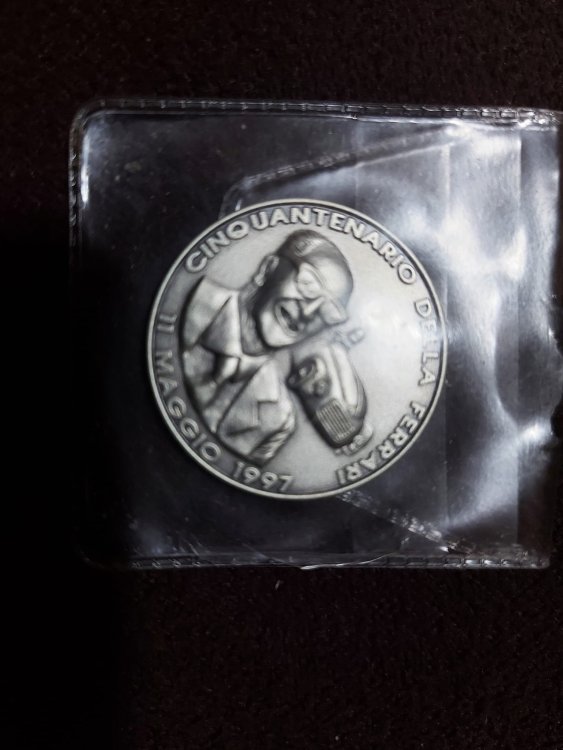 CINQUANTENARIO DELLA FERRARI
11 MAGGIO 1997